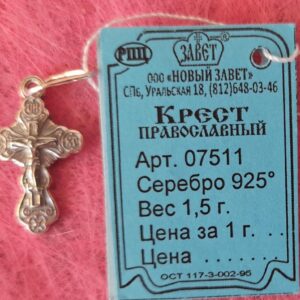 РПЦ
ЗАВЕТ
ООО «НОВЫЙ ЗАВЕТ»
СПб, Уральская 18, (812)648-03-46
КРЕСТ
ПРАВОСЛАВНЫЙ
Арт. 07511
Серебро 925°
Вес 1,5 г.
Цена за 1 г. . . . .
Цена . . . . . .
ОСТ 117-3-002-95